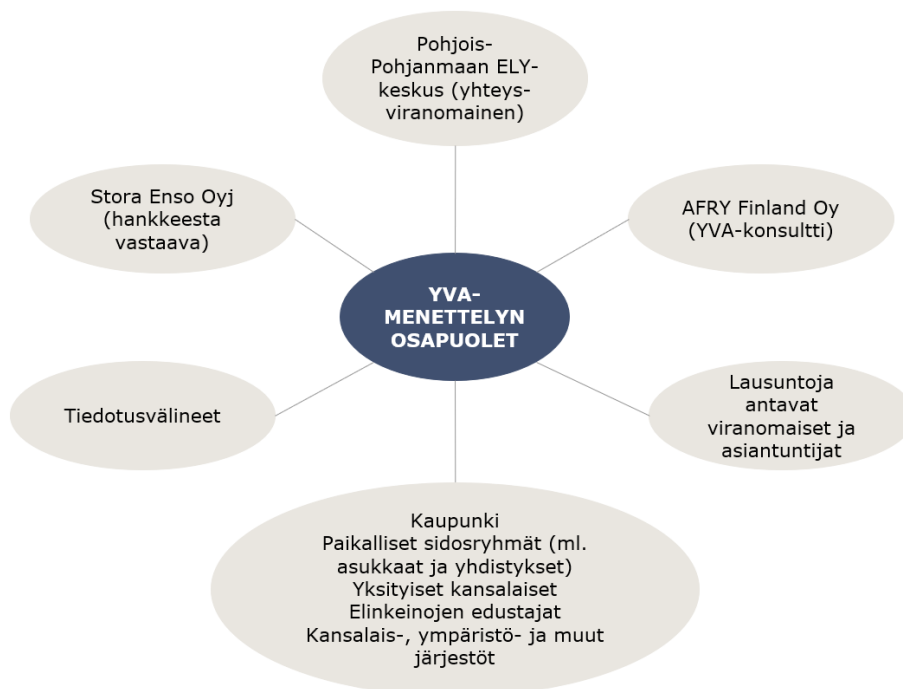 Pohjois-
Pohjanmaan ELY-
keskus (yhteys-
viranomainen)
Stora Enso Oyj
(hankkeesta
vastaava)
AFRY Finland Oy
(YVA-konsultti)
YVA-
MENETTELYN
OSAPUOLET
Tiedotusvälineet
Lausuntoja
antavat
viranomaiset ja
asiantuntijat
Kaupunki
Paikalliset sidosryhmät (ml.
asukkaat ja yhdistykset)
Yksityiset kansalaiset
Elinkeinojen edustajat
Kansalais-, ympäristö- ja muut
järjestöt